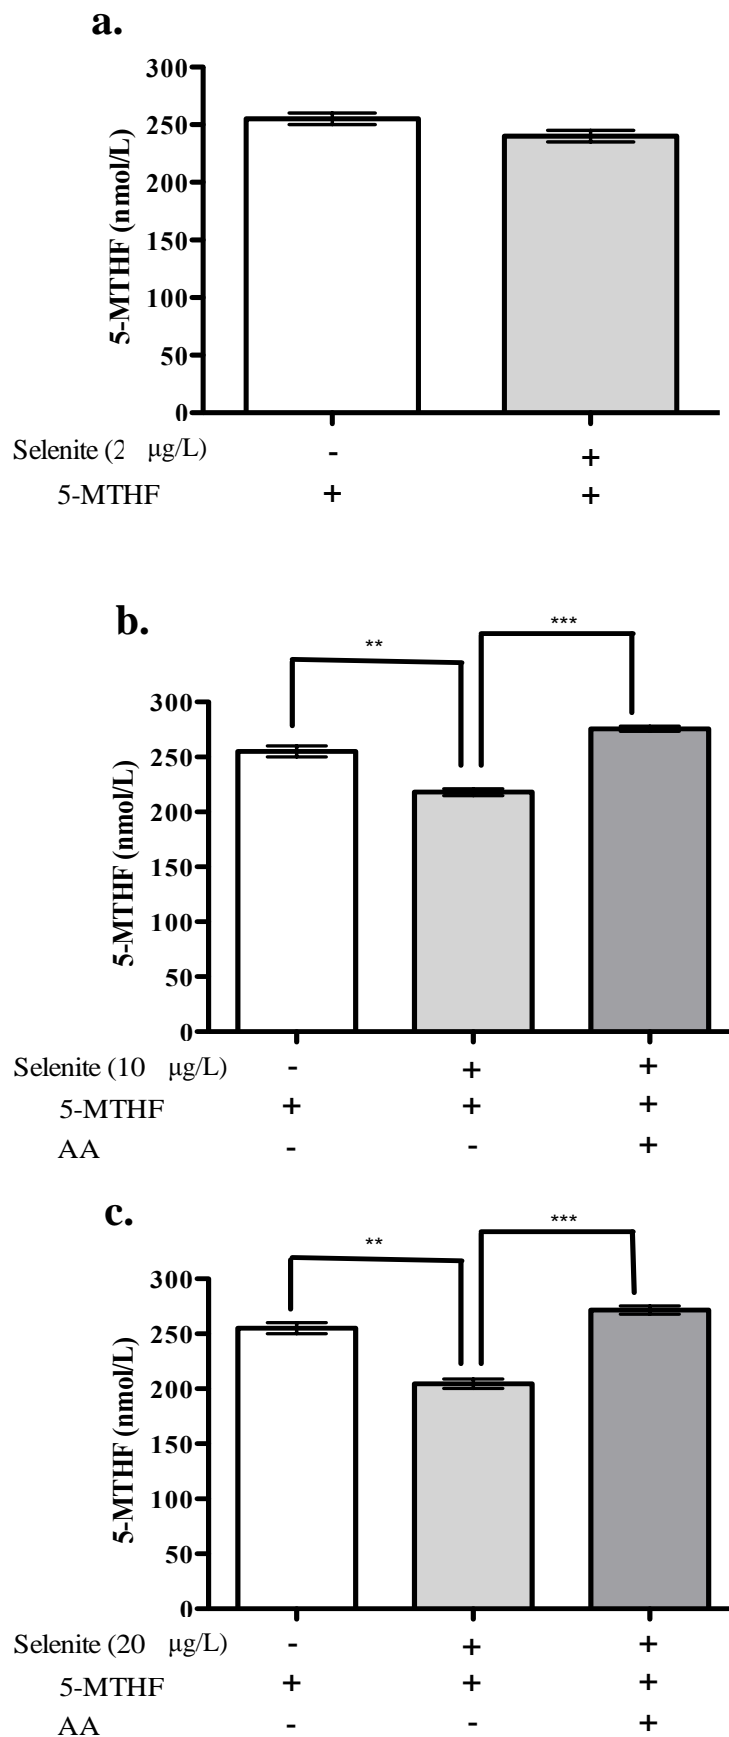 a.
300
250
200
150
100
50
0
5-MTHF (nmol/L)
Selenite (2 µg/L) - +
5-MTHF + +
b.
** ***
300
250
200
150
100
50
0
5-MTHF (nmol/L)
Selenite (10 µg/L) - + +
5-MTHF + + +
AA - - +
c.
** ***
300
250
200
150
100
50
0
5-MTHF (nmol/L)
Selenite (20 µg/L) - + +
5-MTHF + + +
AA - - +